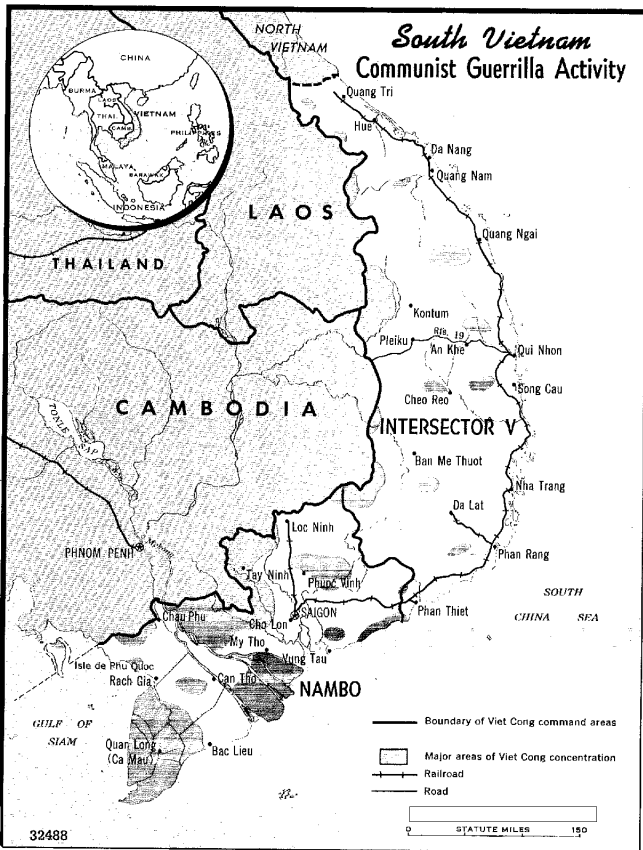 South Vietnam
Communist Guerrilla Activity
NORTH
VIETNAM
CHINA
BURMA
LAOS
THAI.
VIETNAM
CAMB.
PHILIPPINES
MALAYA
SARAWAK
INDONESIA
Quang Tri
Hue
Da Nang
Quang Nam
LAOS
THAILAND
Quang Ngai
Kontum
Pleiku
Rte. 19
An Khe
Qui Nhon
Song Cau
Cheo Reo
CAMBODIA
TONLE
SAP
INTERSECTOR V
Ban Me Thuot
Nha Trang
Da Lat
Loc Ninh
PHNOM PENH
Mekong
Phan Rang
Tay Ninh
Phuoc Vinh
SOUTH
CHINA SEA
SAIGON
Phan Thiet
Chau Phu
Cho Lon
My Tho
Vung Tau
Isle de Phu Quoc
Rach Gia
Can Tho
NAMBO
GULF OF
SIAM
Quan Long
(Ca Mau)
Bac Lieu
Boundary of Viet Cong command areas
Major areas of Viet Cong concentration
Railroad
Road
32488
0 STATUTE MILES 150